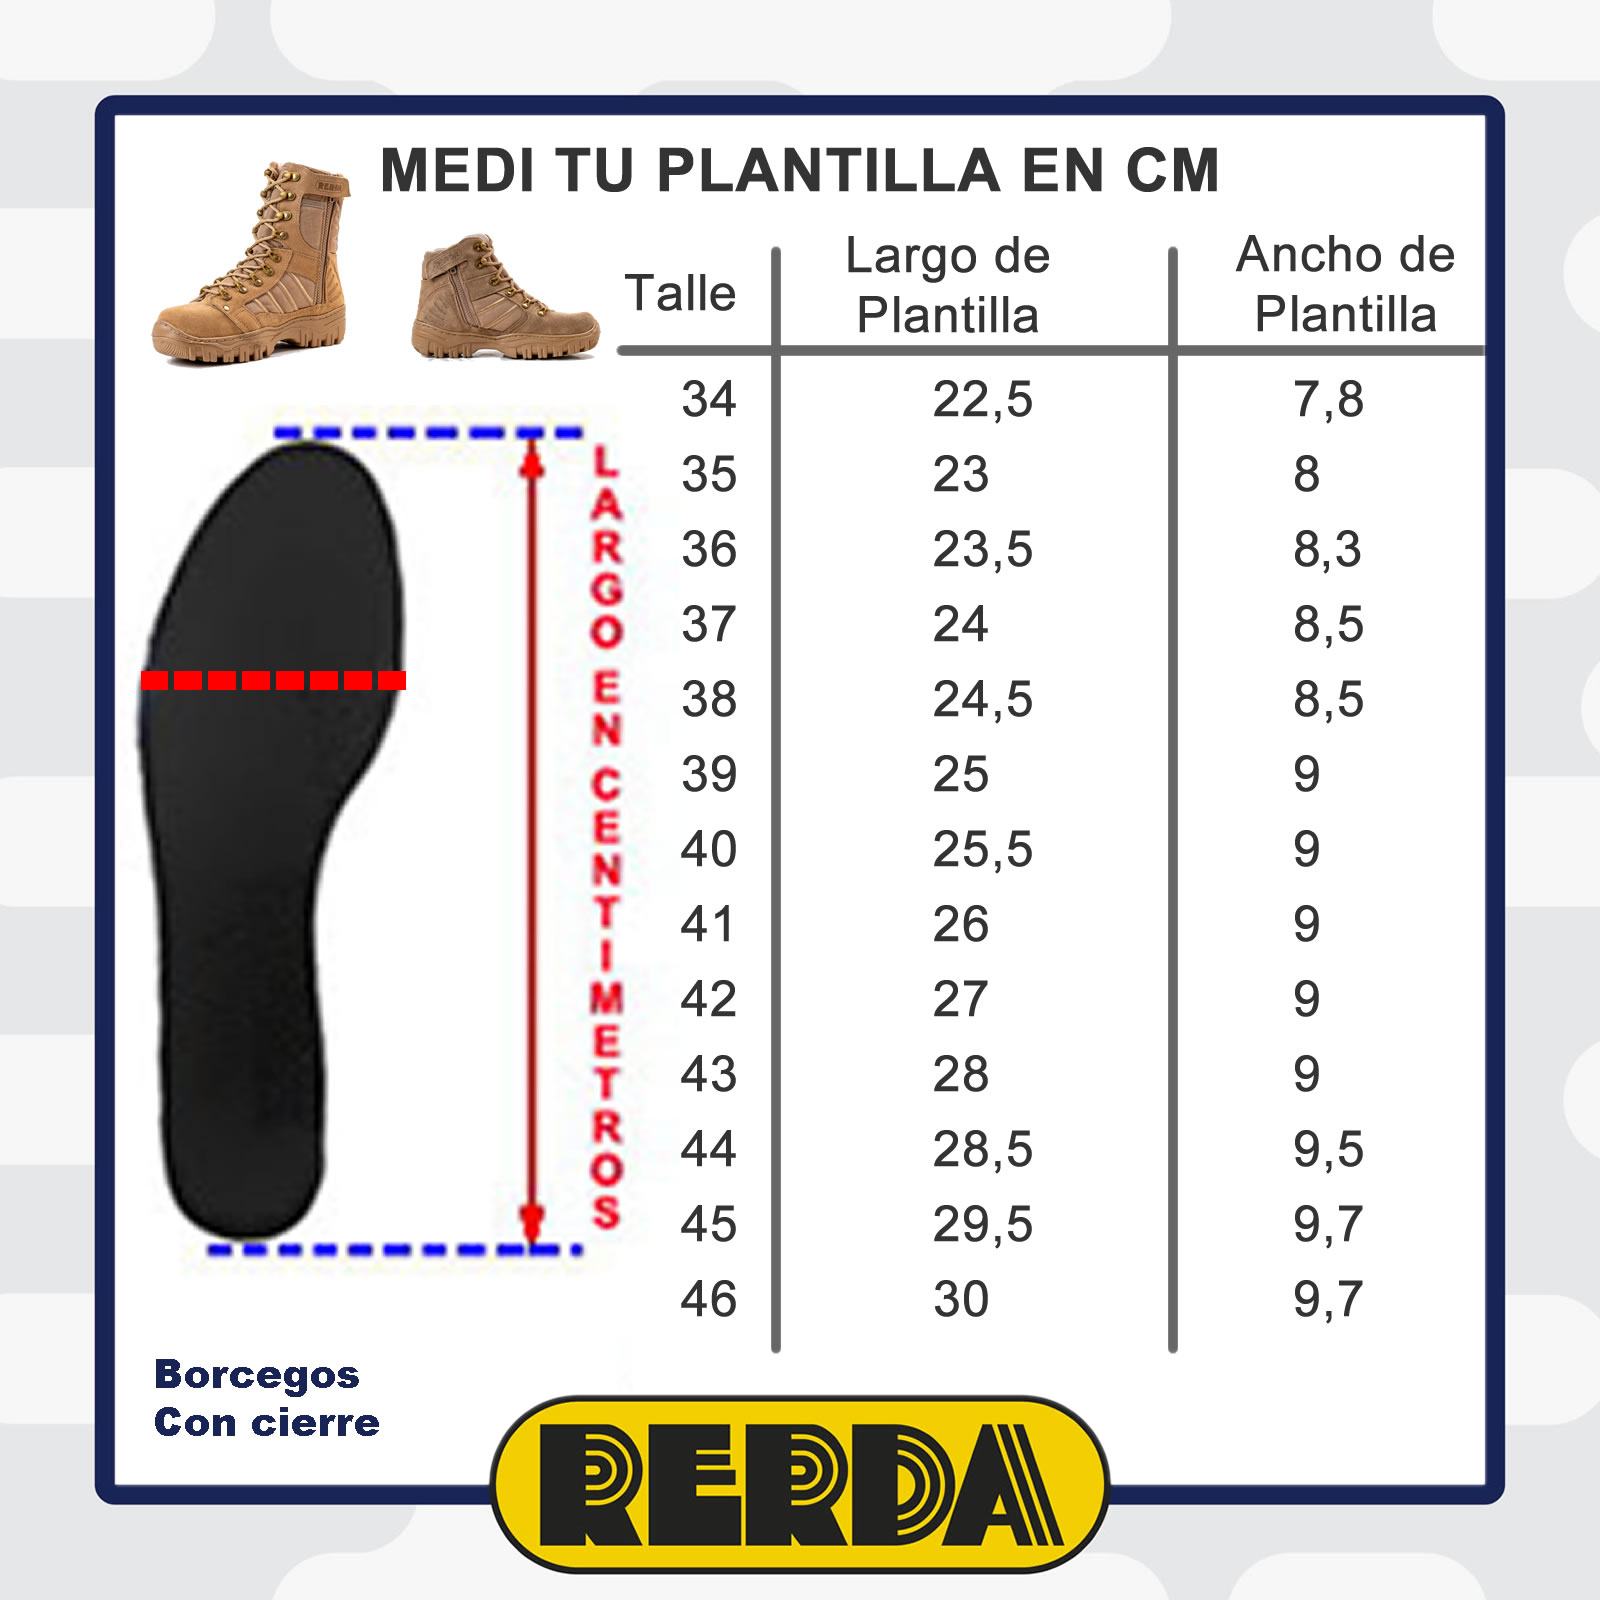 MEDI TU PLANTILLA EN CM
RERDA
Talle
Largo de
Plantilla
Ancho de
Plantilla
34 22,5 7,8
35 23 8
36 23,5 8,3
37 24 8,5
38 24,5 8,5
39 25 9
40 25,5 9
41 26 9
42 27 9
43 28 9
44 28,5 9,5
45 29,5 9,7
46 30 9,7
LARGO EN CENTIMETROS
Borcegos
Con cierre
RERDA